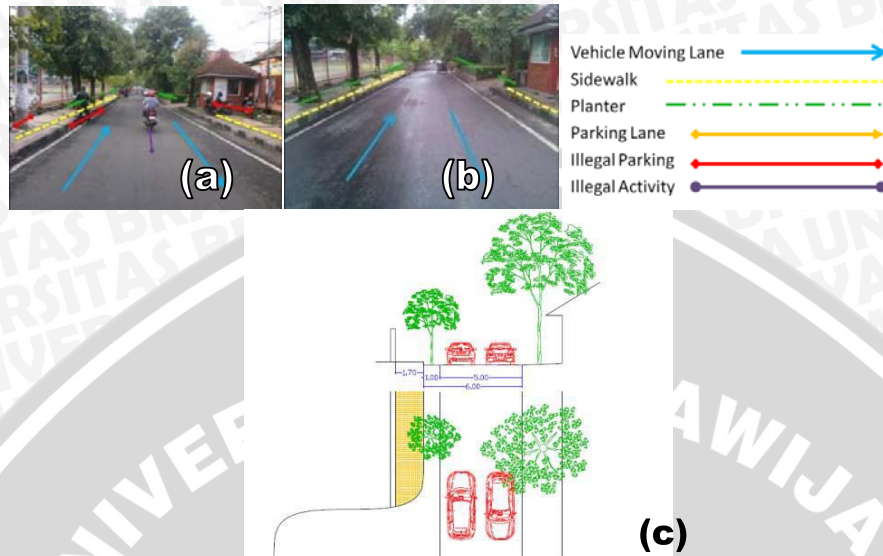 Vehicle Moving Lane
Sidewalk
Planter
Parking Lane
Illegal Parking
Illegal Activity
(a)
(b)
1.70
1.00
5.00
6.00
(c)